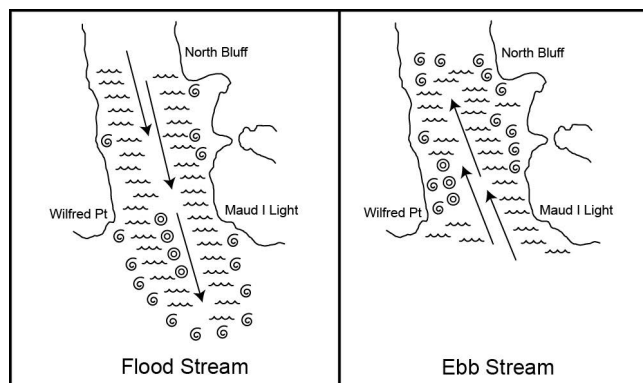 North Bluff
Wilfred Pt
Maud I Light
Flood Stream
North Bluff
Wilfred Pt
Maud I Light
Ebb Stream